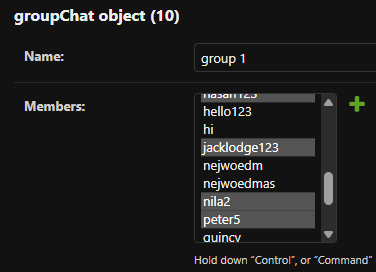 groupChat object (10)
Name:
group 1
Members:
hasan123
hello123
hi
jacklodge123
nejwoedm
nejwoedmas
nila2
peter5
quincy
Hold down "Control", or "Command"